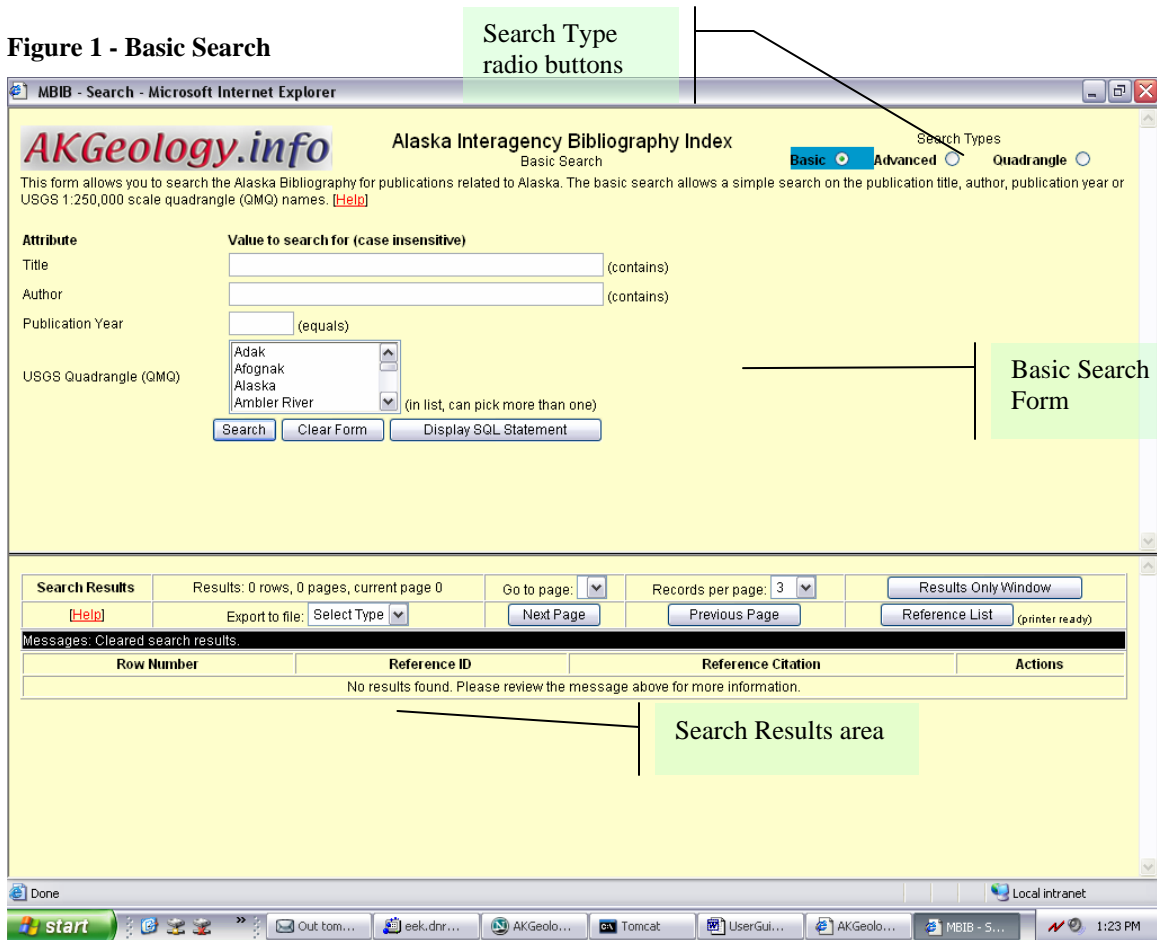 Search Type
radio buttons
Figure 1 - Basic Search
MBIB - Search - Microsoft Internet Explorer
AKGeology.info
Alaska Interagency Bibliography Index
Basic Search
Search Types
Basic Advanced Quadrangle
This form allows you to search the Alaska Bibliography for publications related to Alaska. The basic search allows a simple search on the publication title, author, publication year or
USGS 1:250,000 scale quadrangle (QMQ) names. [Help]
Attribute Value to search for (case insensitive)
Title (contains)
Author (contains)
Publication Year (equals)
USGS Quadrangle (QMQ)
Adak
Afognak
Alaska
Ambler River
(in list, can pick more than one)
Search Clear Form Display SQL Statement
Basic Search
Form
Search Results Results: 0 rows, 0 pages, current page 0 Go to page: Records per page: 3 Results Only Window
[Help] Export to file: Select Type Next Page Previous Page Reference List (printer ready)
Messages: Cleared search results.
Row Number Reference ID Reference Citation Actions
No results found. Please review the message above for more information.
Search Results area
Done Local intranet
start » Out tom... eek.dnr... AKGeolo... Tomcat UserGui... AKGeolo... MBIB - S... 1:23 PM